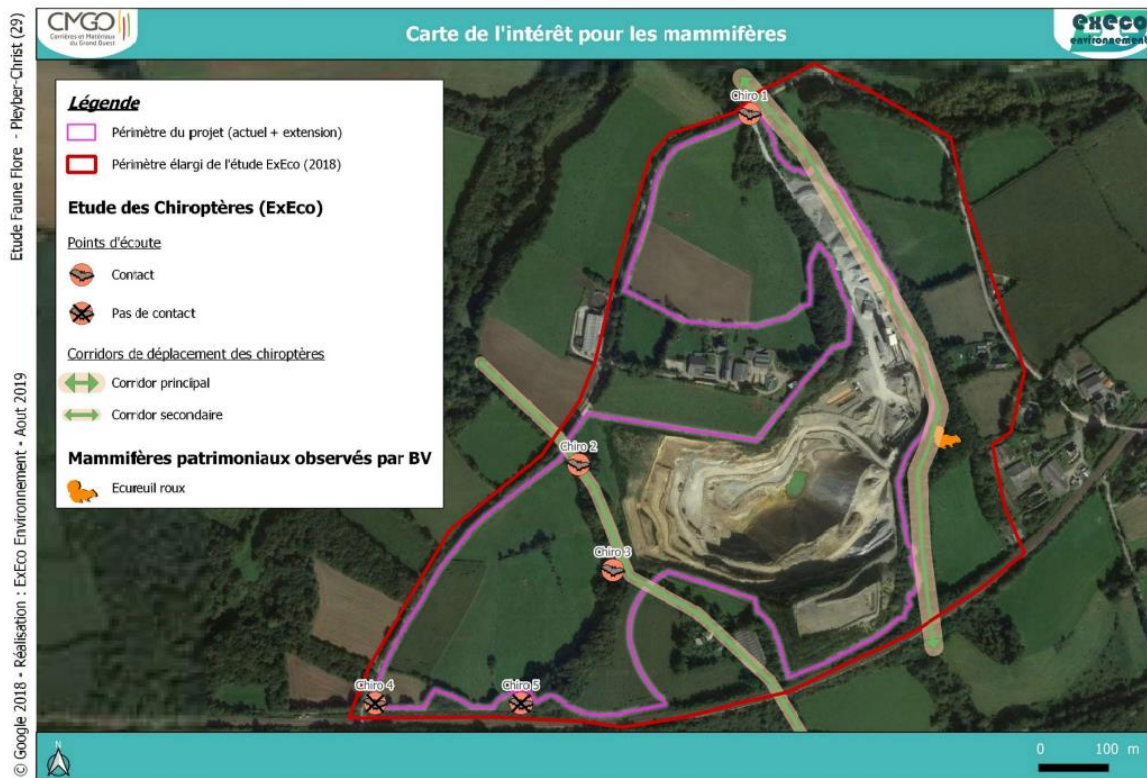 Etude Faune Flore - Pleyber-Christ (29)
© Google 2018 - Réalisation : ExEco Environnement - Aout 2019
CMGO
Carrières et Matériaux
du Grand Ouest
Carte de l'intérêt pour les mammifères
execo
environnement
Légende
Périmètre du projet (actuel + extension)
Périmètre élargi de l'étude ExEco (2018)
Etude des Chiroptères (ExEco)
Points d'écoute
Contact
Pas de contact
Corridors de déplacement des chiroptères
Corridor principal
Corridor secondaire
Mammifères patrimoniaux observés par BV
Ecureuil roux
Chiro 1
Chiro 2
Chiro 3
Chiro 4
Chiro 5
N
0 100 m